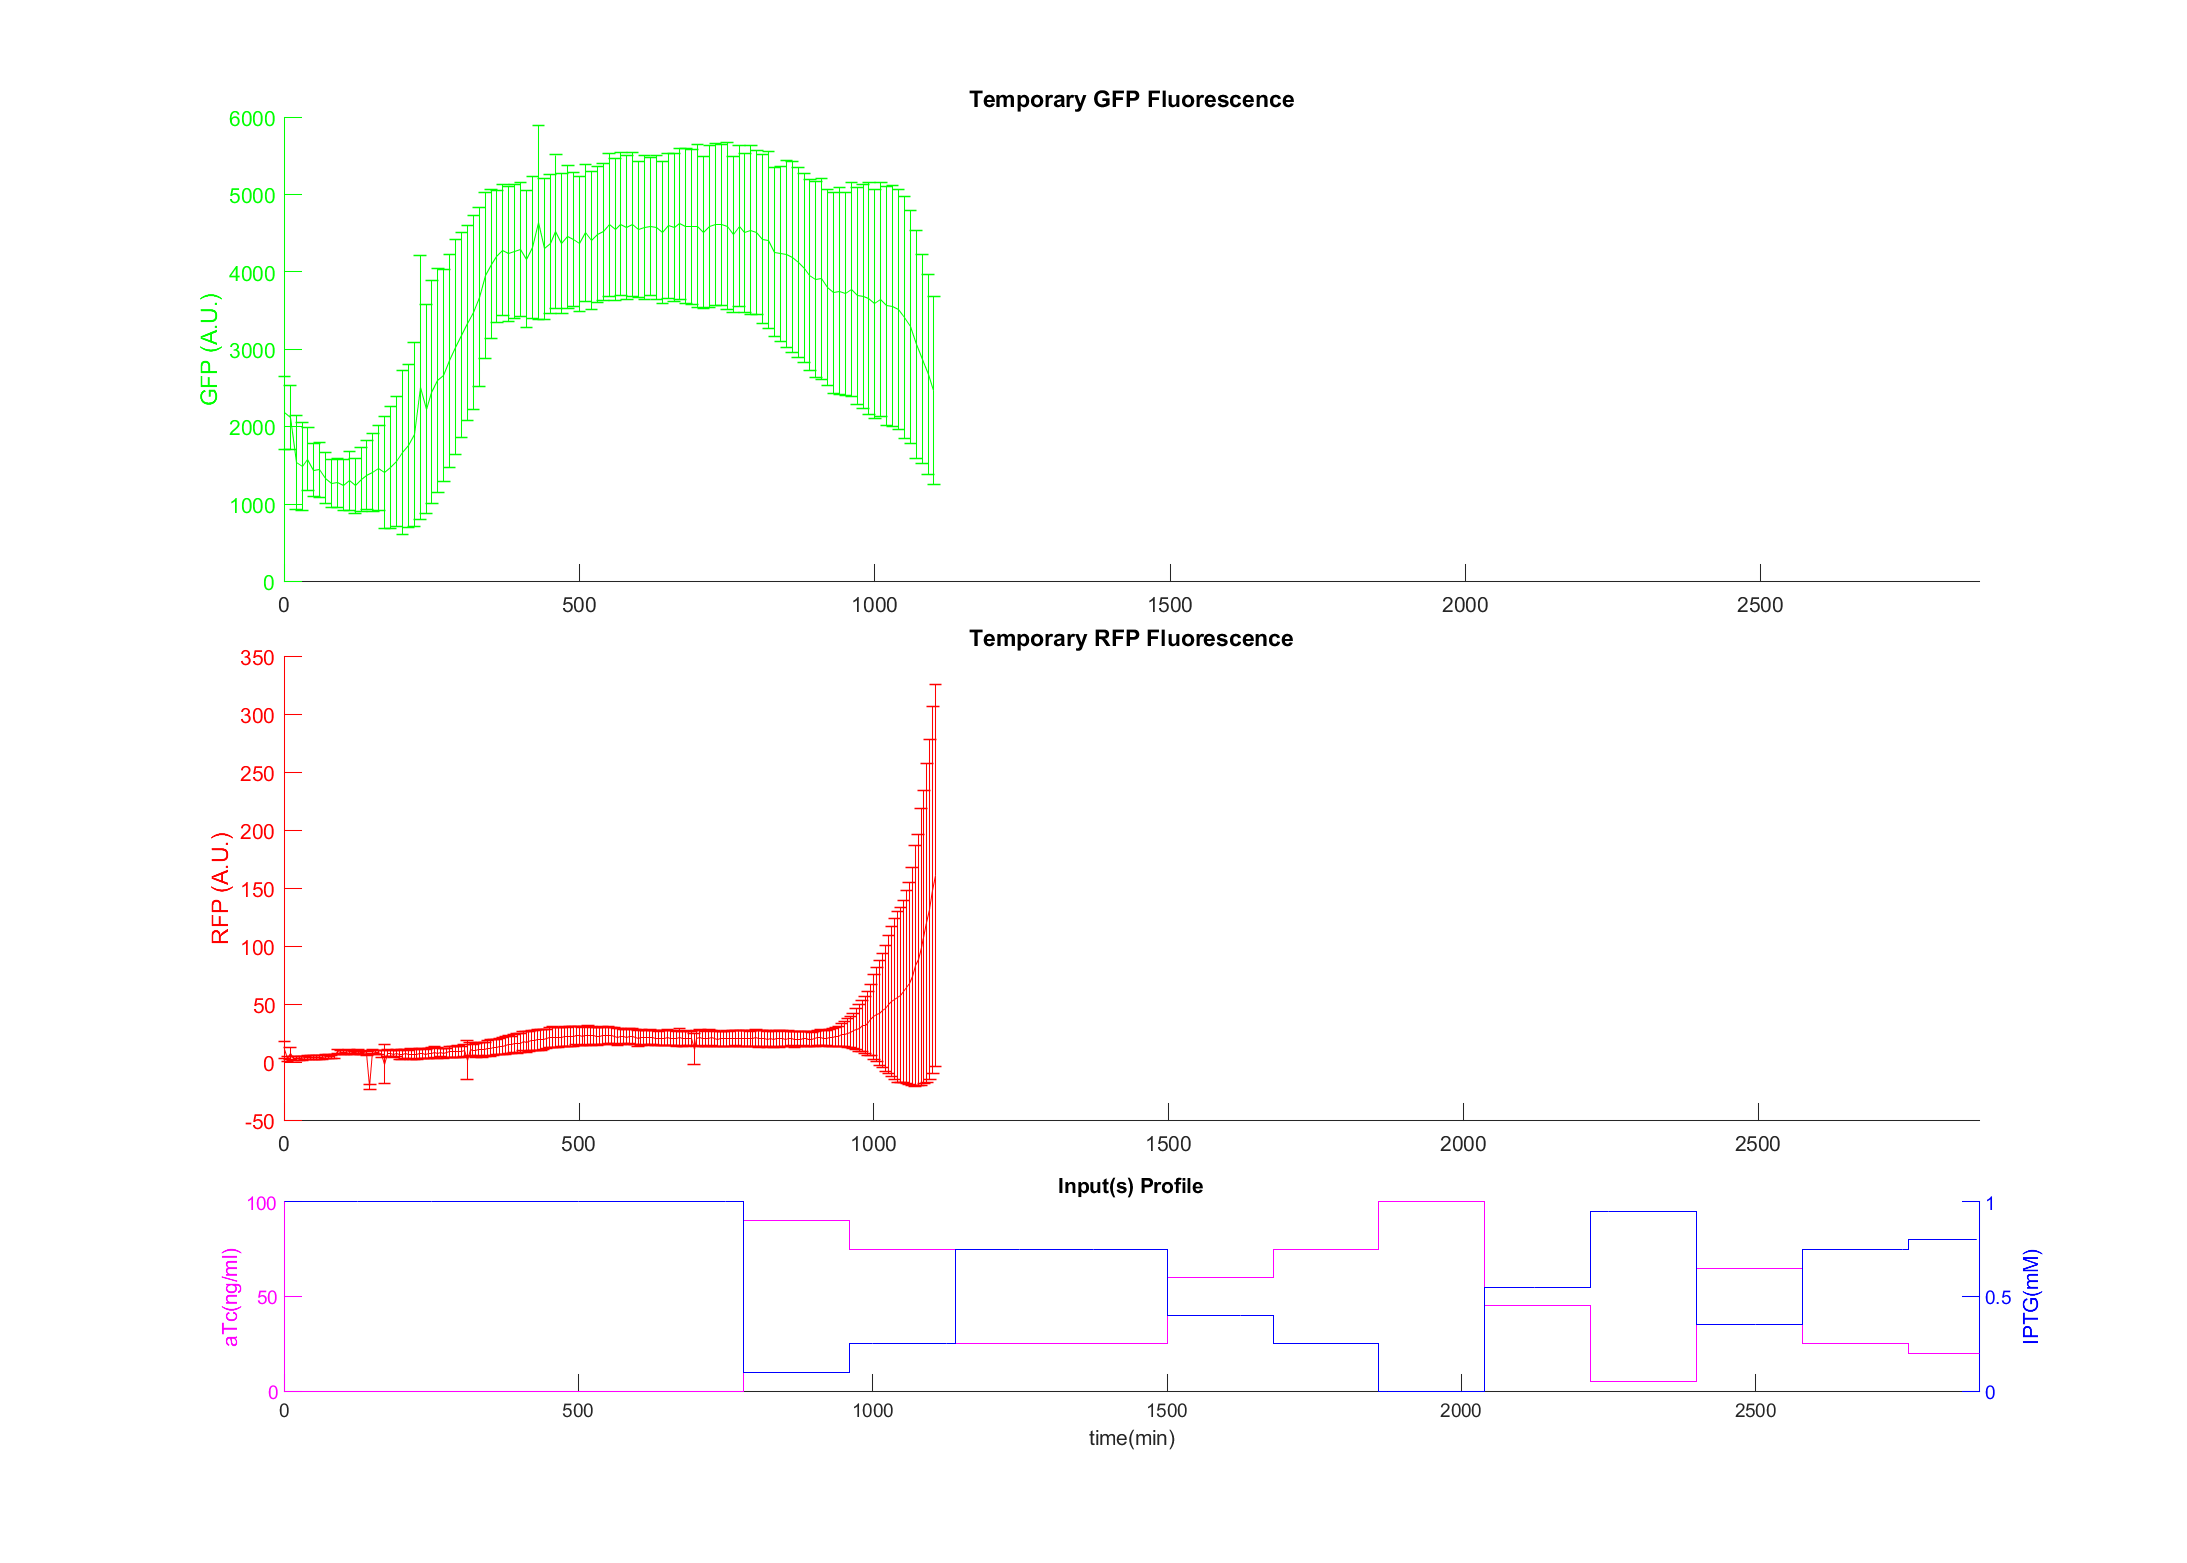 Temporary GFP Fluorescence
6000
5000
4000
3000
2000
1000
0
GFP (A.U.)
0 500 1000 1500 2000 2500
Temporary RFP Fluorescence
350
300
250
200
150
100
50
0
-50
RFP (A.U.)
0 500 1000 1500 2000 2500
Input(s) Profile
100
50
0
aTc(ng/ml)
1
0.5
0
IPTG(mM)
0 500 1000 1500 2000 2500
time(min)